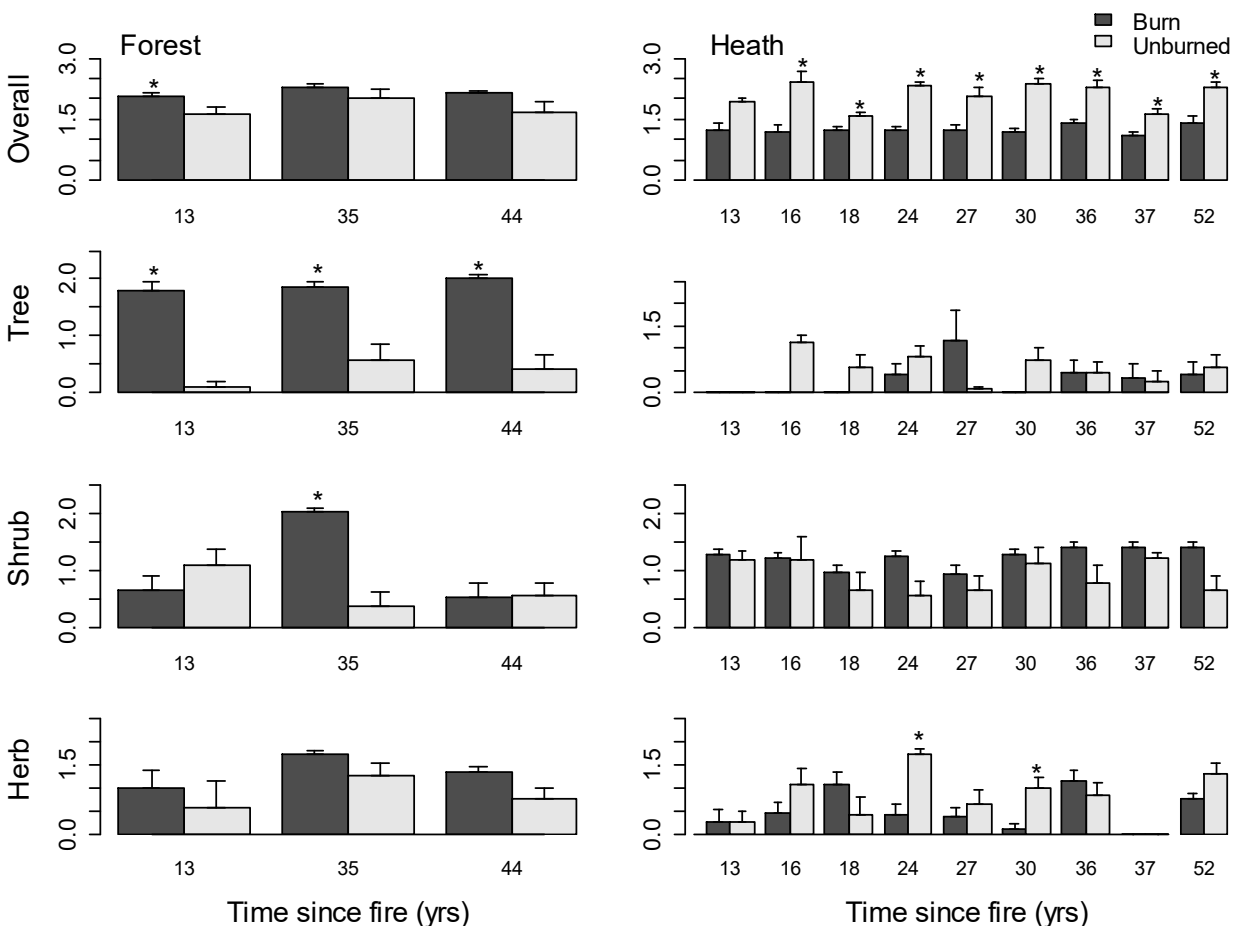 Forest
Heath
Burn
Unburned
Overall
0.0 1.5 3.0
* 
13 35 44
0.0 1.5 3.0
* * * * * * * *
13 16 18 24 27 30 36 37 52
Tree
0.0 1.0 2.0
* * *
13 35 44
0.0 1.5
13 16 18 24 27 30 36 37 52
Shrub
0.0 1.0 2.0
*
13 35 44
0.0 1.0 2.0
13 16 18 24 27 30 36 37 52
Herb
0.0 1.5
13 35 44
0.0 1.5
* *
13 16 18 24 27 30 36 37 52
Time since fire (yrs)
Time since fire (yrs)